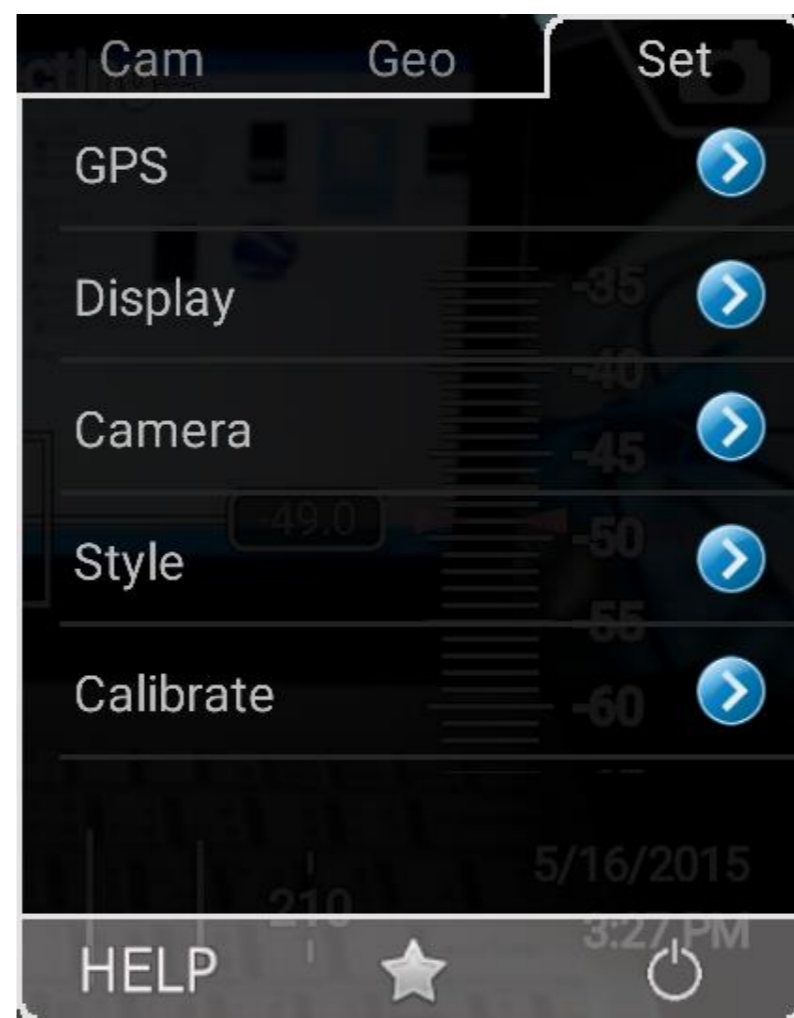 Cam Geo Set
GPS
Display
-35
-40
Camera
-45
-49.0
-50
Style
-55
Calibrate
-60
5/16/2015
210
3:27 PM
HELP